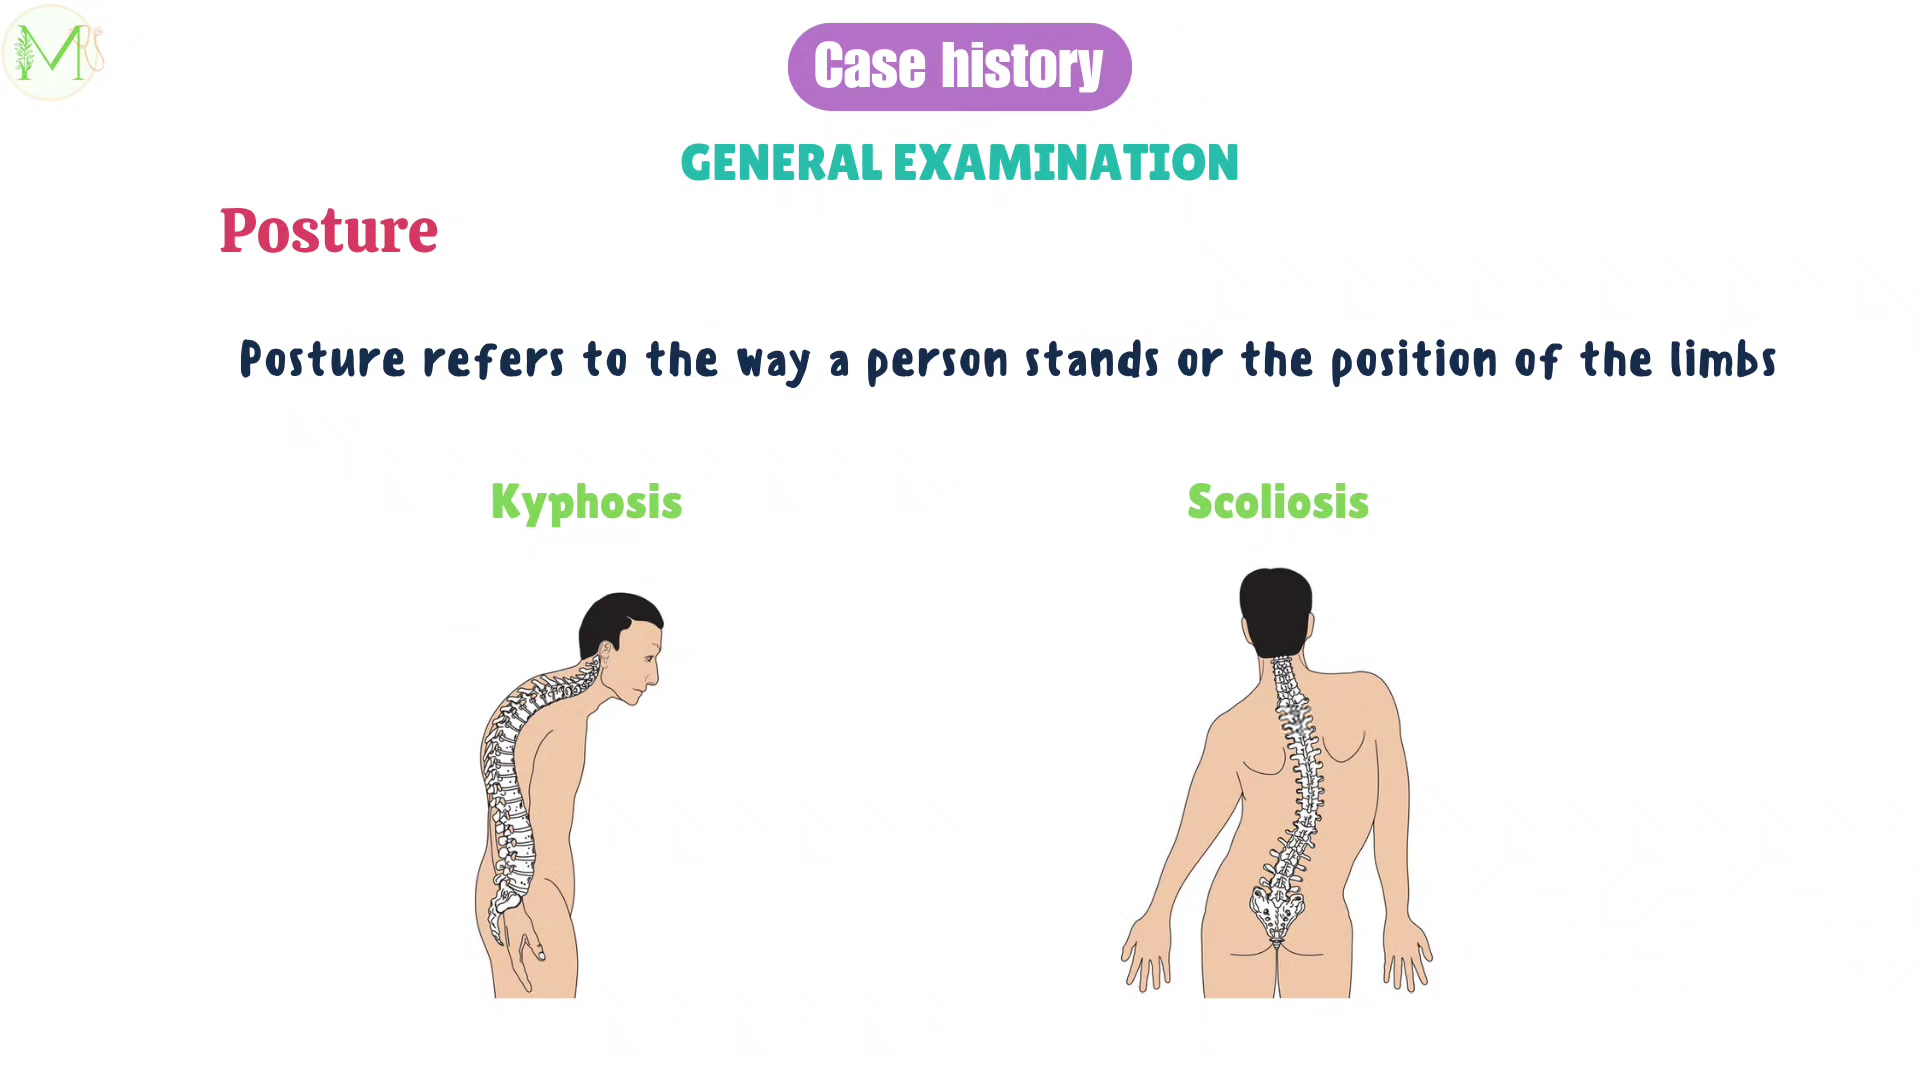 Case history
GENERAL EXAMINATION
Posture
Posture refers to the way a person stands or the position of the limbs
Kyphosis
Scoliosis